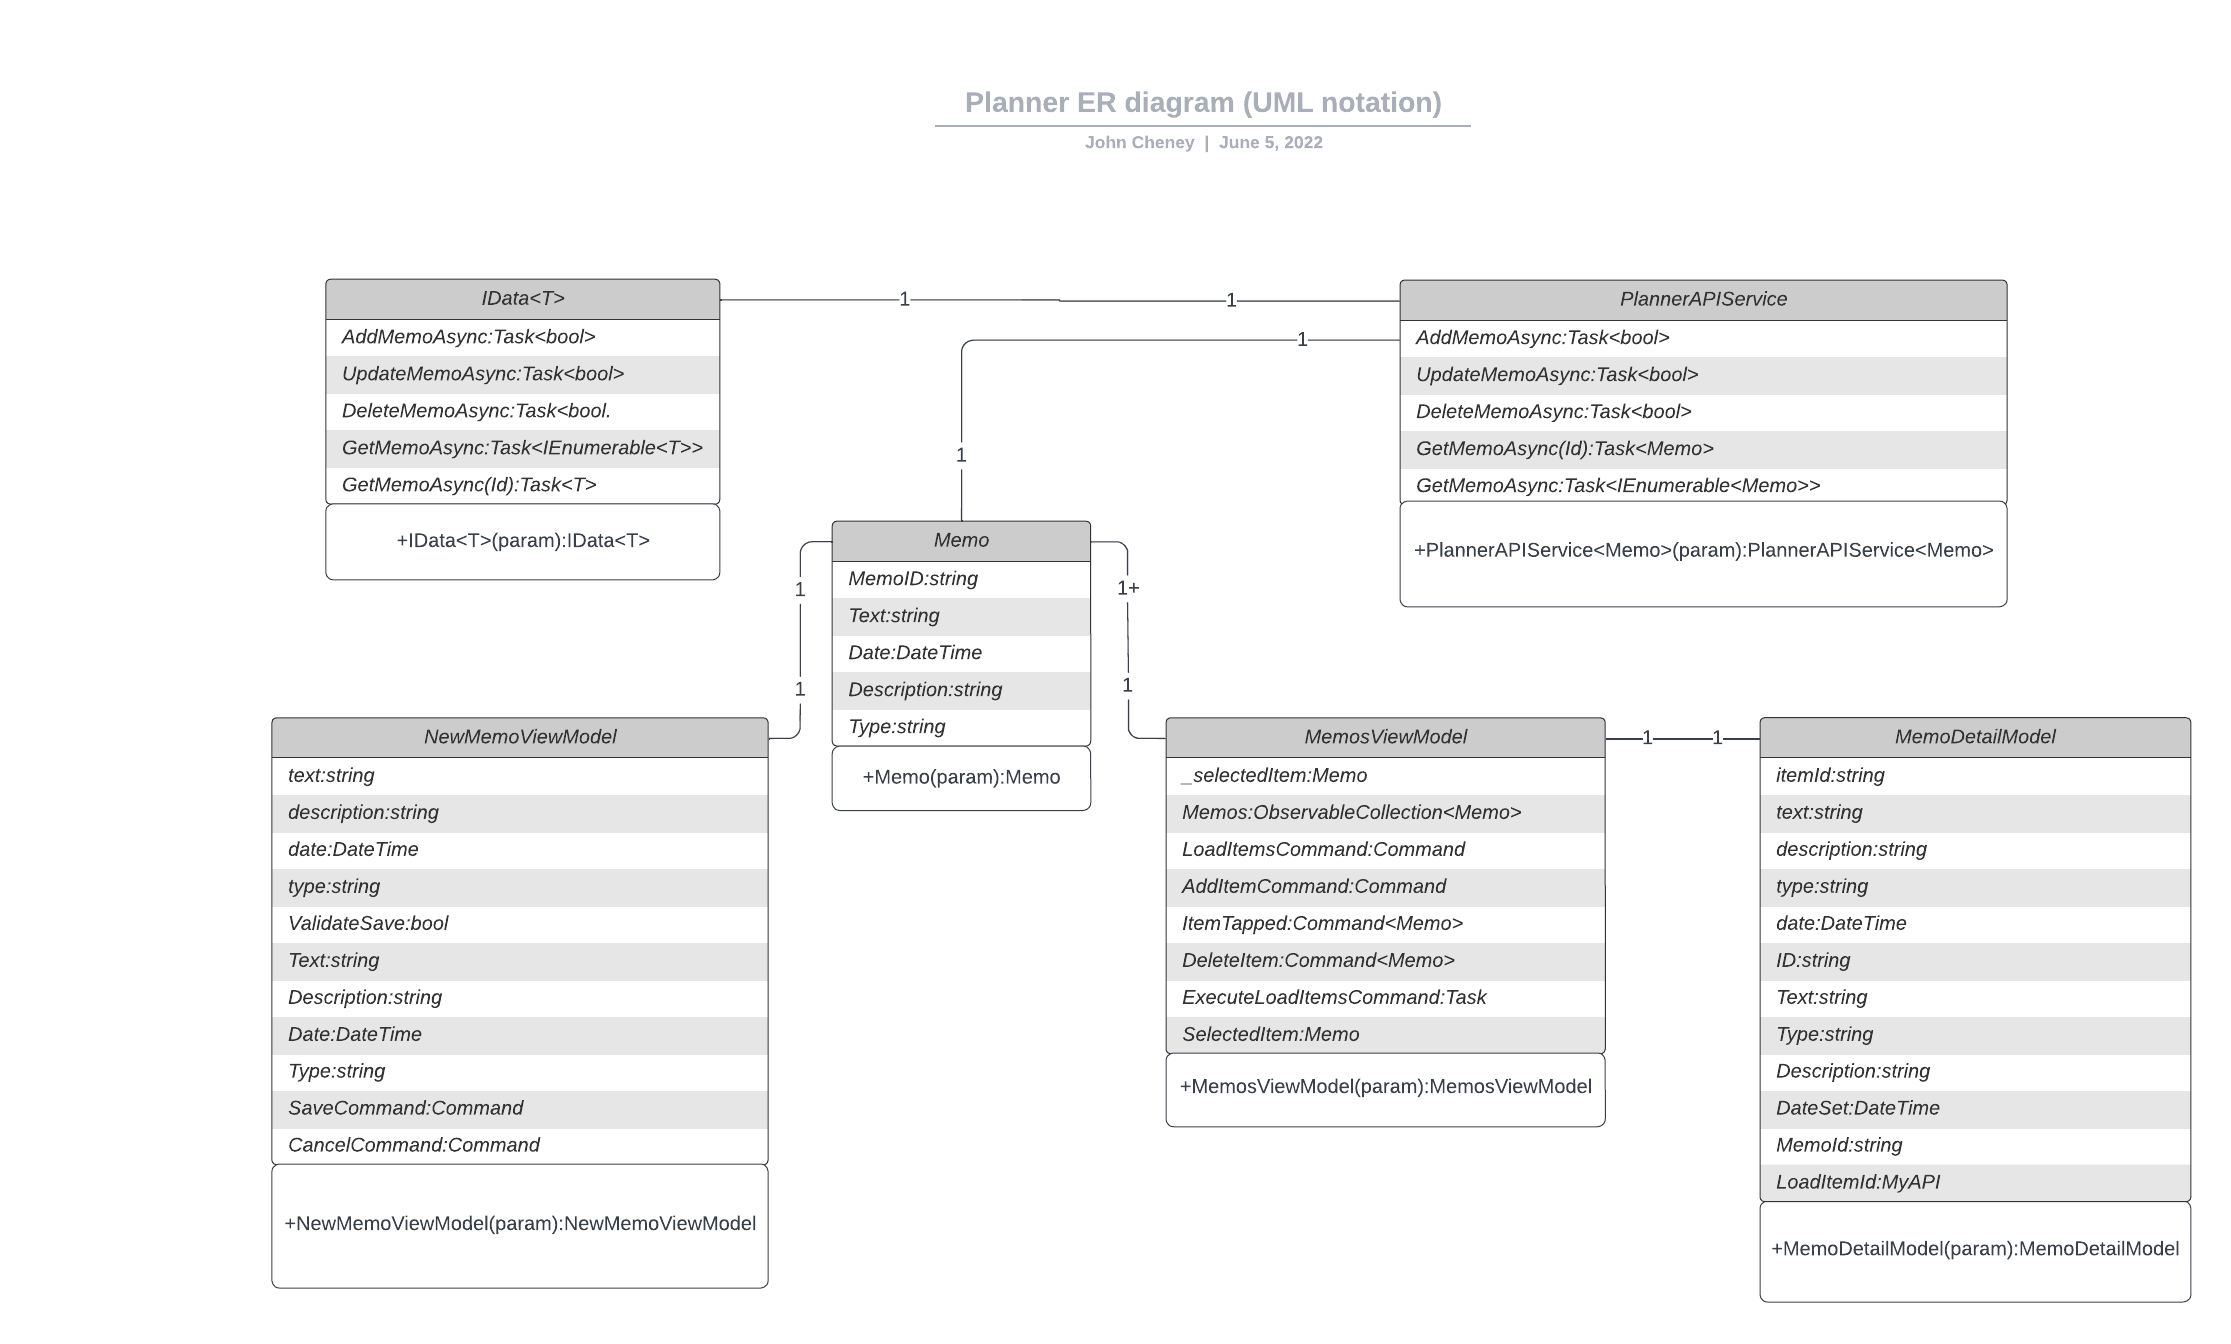 Planner ER diagram (UML notation)
John Cheney | June 5, 2022
IData<T>
AddMemoAsync:Task<bool>
UpdateMemoAsync:Task<bool>
DeleteMemoAsync:Task<bool.
GetMemoAsync:Task<IEnumerable<T>>
GetMemoAsync(Id):Task<T>
+IData<T>(param):IData<T>
1
1
1
1
PlannerAPIService
AddMemoAsync:Task<bool>
UpdateMemoAsync:Task<bool>
DeleteMemoAsync:Task<bool>
GetMemoAsync(Id):Task<Memo>
GetMemoAsync:Task<IEnumerable<Memo>>
+PlannerAPIService<Memo>(param):PlannerAPIService<Memo>
Memo
MemoID:string
Text:string
Date:DateTime
Description:string
Type:string
+Memo(param):Memo
1
1
1+
1
NewMemoViewModel
text:string
description:string
date:DateTime
type:string
ValidateSave:bool
Text:string
Description:string
Date:DateTime
Type:string
SaveCommand:Command
CancelCommand:Command
+NewMemoViewModel(param):NewMemoViewModel
MemosViewModel
_selectedItem:Memo
Memos:ObservableCollection<Memo>
LoadItemsCommand:Command
AddItemCommand:Command
ItemTapped:Command<Memo>
DeleteItem:Command<Memo>
ExecuteLoadItemsCommand:Task
SelectedItem:Memo
+MemosViewModel(param):MemosViewModel
1
1
MemoDetailModel
itemId:string
text:string
description:string
type:string
date:DateTime
ID:string
Text:string
Type:string
Description:string
DateSet:DateTime
MemoId:string
LoadItemId:MyAPI
+MemoDetailModel(param):MemoDetailModel